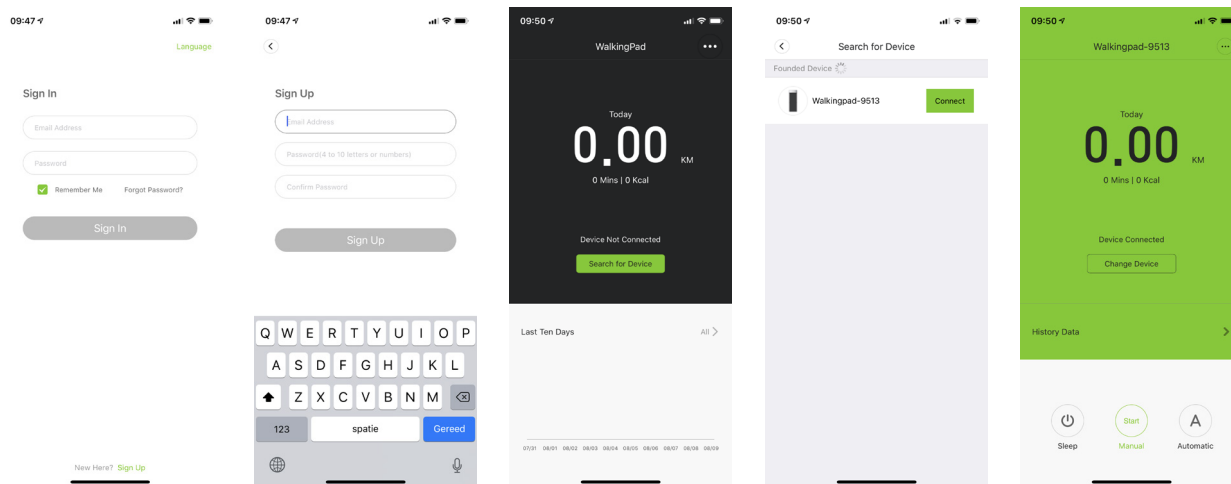 09:47
Language
Sign In
Email Address
Password
Remember Me Forgot Password?
Sign In
New Here? Sign Up
09:47
Sign Up
Email Address
Password(4 to 19 letters or numbers)
Confirm Password
Sign Up
Q W E R T Y U I O P
A S D F G H J K L
Z X C V B N M
123 spatie Gereed
09:50
WalkingPad
Today
0.00 KM
0 Mins | 0 Kcal
Device Not Connected
Search for Device
Last Ten Days All
07/31 08/01 08/02 08/03 08/04 08/05 08/06 08/07 08/08 08/09
09:50
Search for Device
Founded Device
Walkingpad-9513 Connect
09:50
Walkingpad-9513
Today
0.00 KM
0 Mins | 0 Kcal
Device Connected
Change Device
History Data
Start A
Sleep Manual Automatic